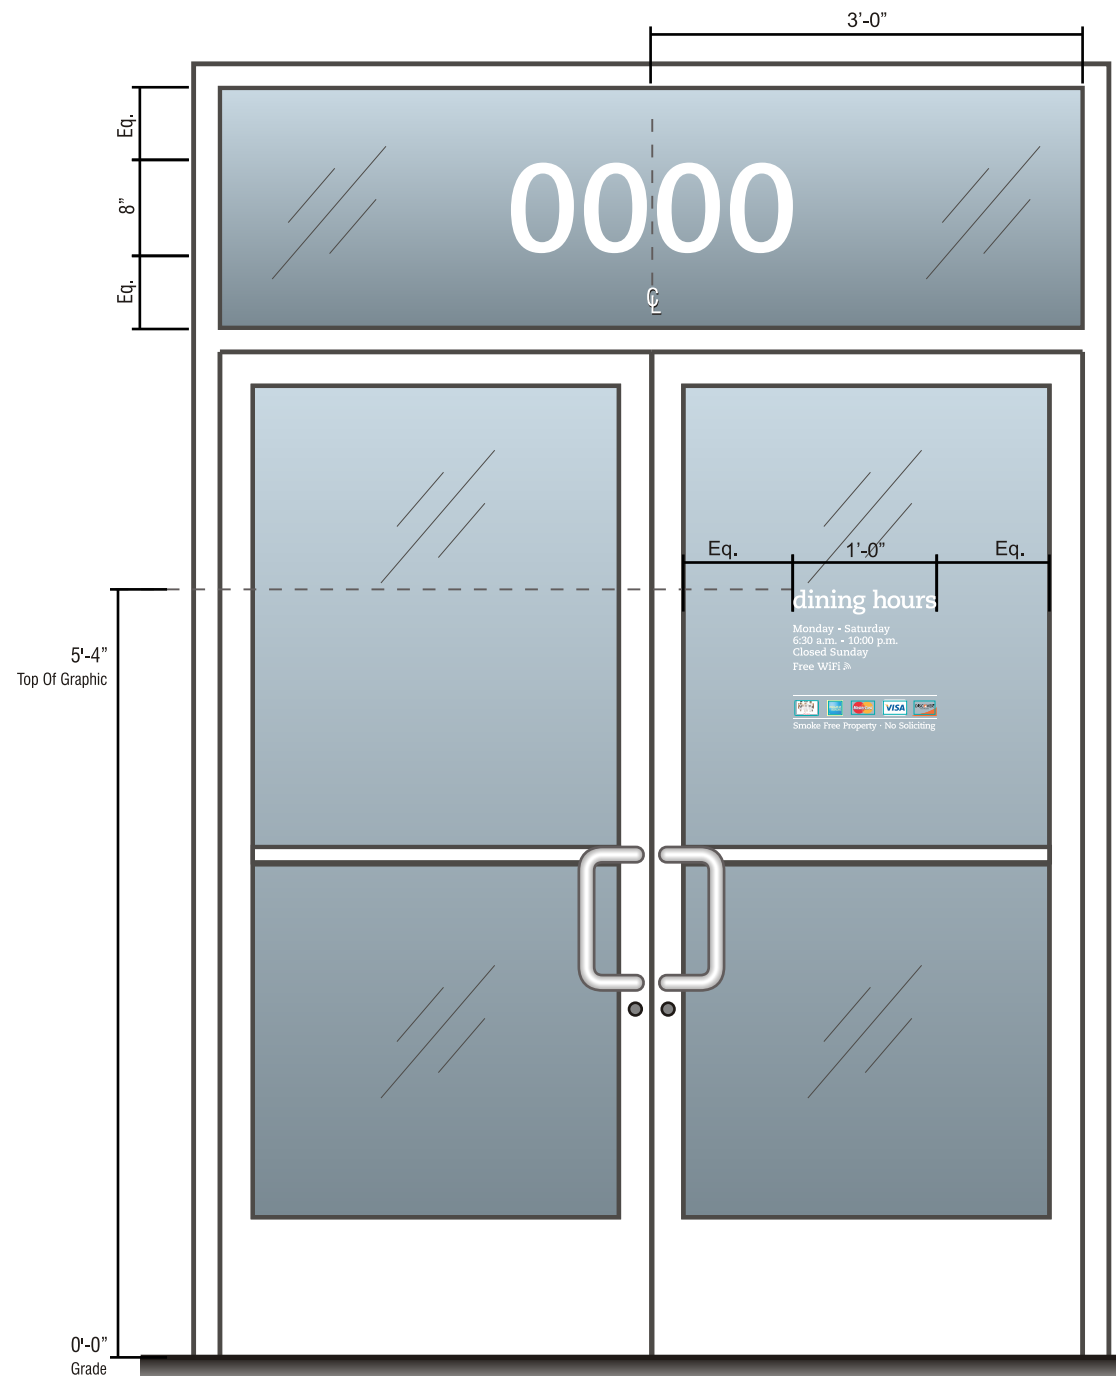 3’-0”
Eq.
8”
Eq.
0000
CL
Eq.
1’-0”
Eq.
5'-4”
Top Of Graphic
dining hours
Monday - Saturday
6:30 a.m. - 10:00 p.m.
Closed Sunday
Free WiFi
VISA
Smoke Free Property · No Soliciting
0'-0”
Grade